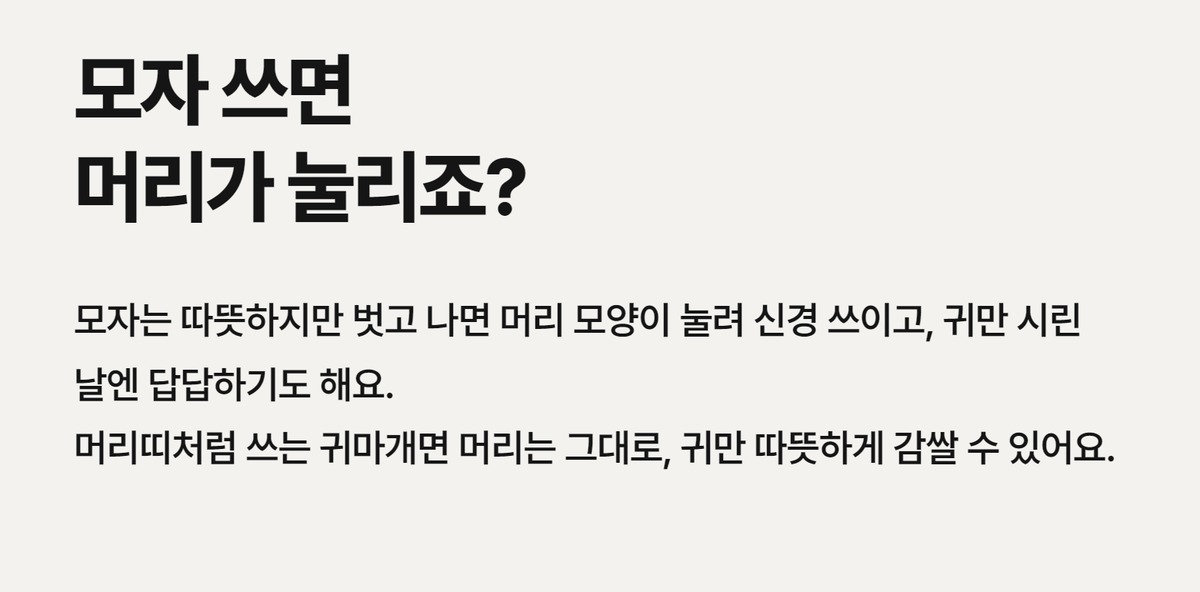 모자 쓰면
머리가 눌리죠?
모자는 따뜻하지만 벗고 나면 머리 모양이 눌려 신경 쓰이고, 귀만 시린
날엔 답답하기도 해요.
머리띠처럼 쓰는 귀마개면 머리는 그대로, 귀만 따뜻하게 감쌀 수 있어요.